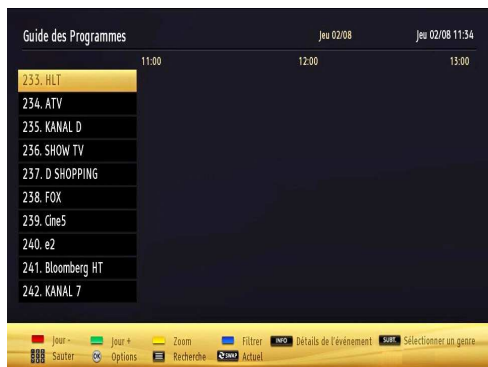 Guide des Programmes Jeu 02/08 Jeu 02/08 11:34
11:00 12:00 13:00
233. HLT
234. ATV
235. KANAL D
236. SHOW TV
237. D SHOPPING
238. FOX
239. Cine5
240. e2
241. Bloomberg HT
242. KANAL 7
Jour - Jour + Zoom Filtrer INFO Détails de l'événement SUBT. Sélectionner un genre
Sauter OK Options Recherche SWAP Actuel